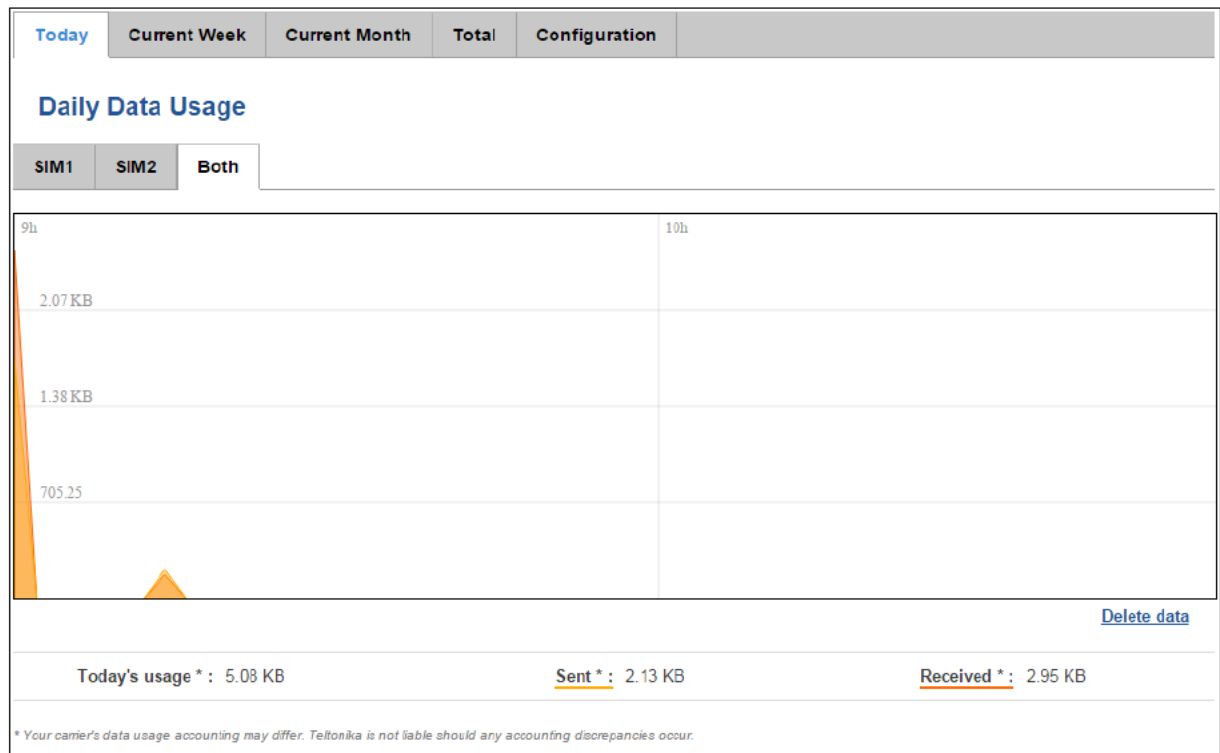 Today Current Week Current Month Total Configuration
Daily Data Usage
SIM1 SIM2 Both
9h 10h
2.07 KB
1.38 KB
705.25
Delete data
Today's usage * : 5.08 KB Sent * : 2.13 KB Received * : 2.95 KB
* Your carrier's data usage accounting may differ. Teltonika is not liable should any accounting discrepancies occur.